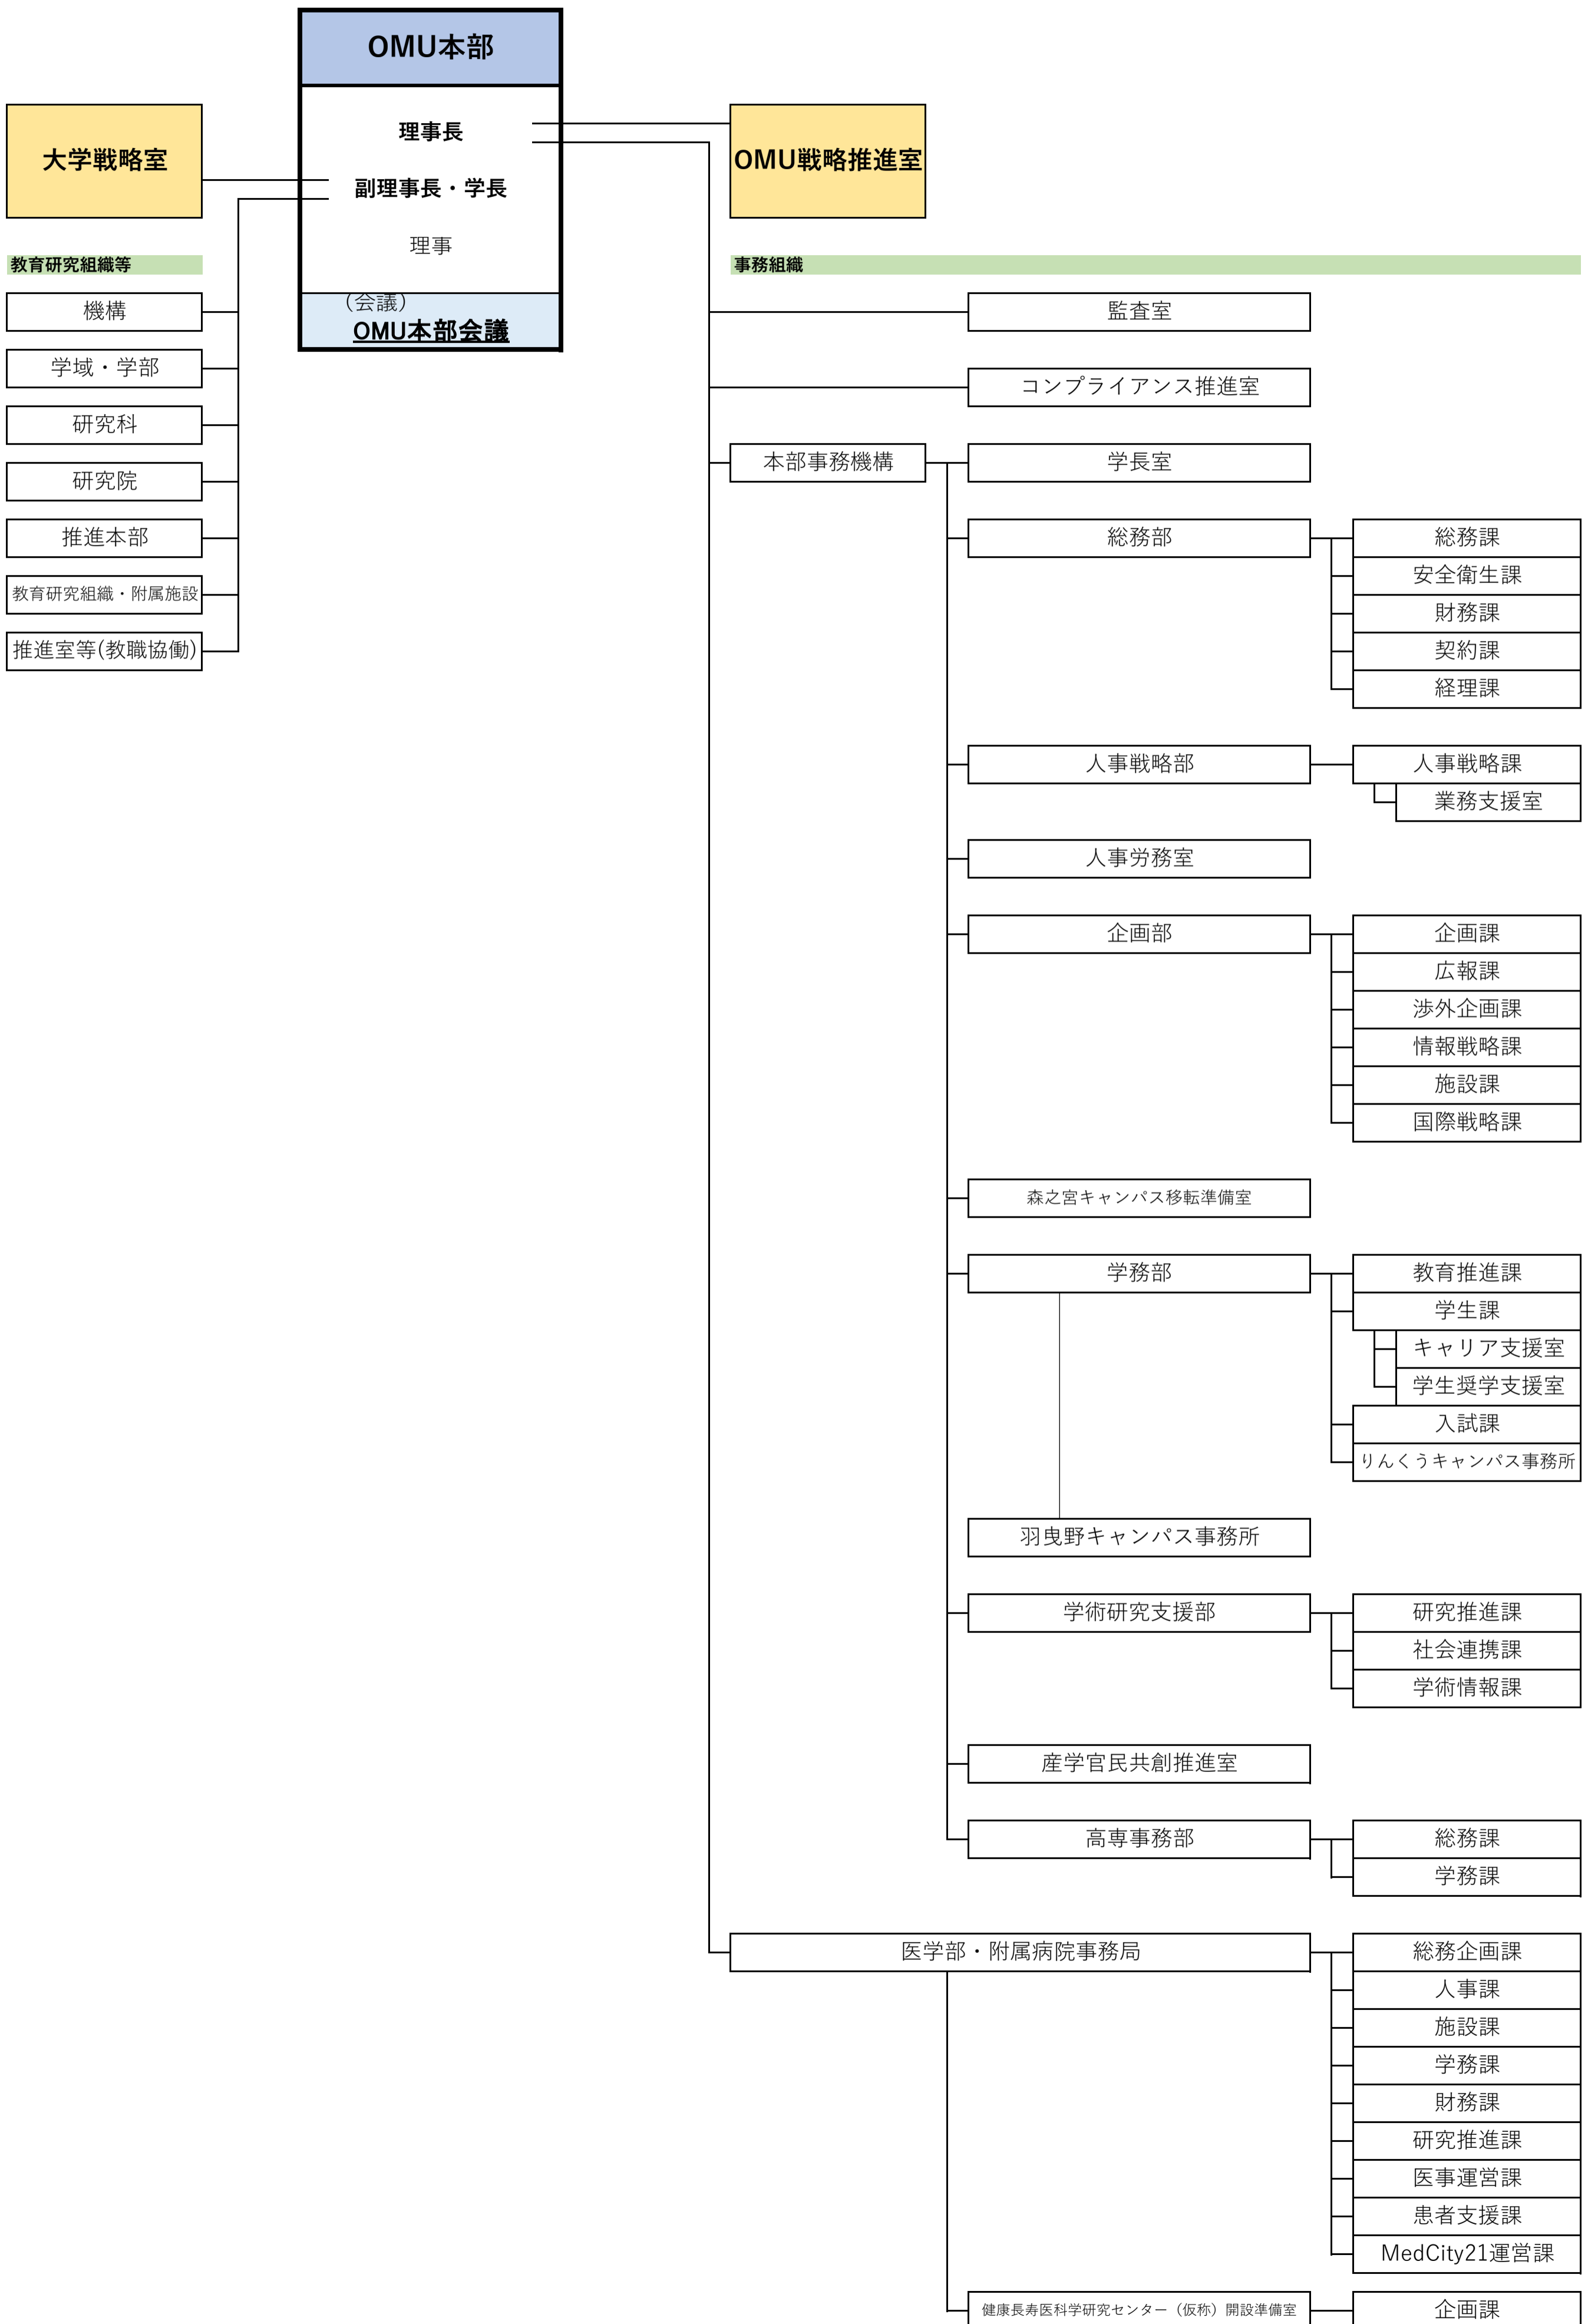 OMU本部
理事長
副理事長・学長
理事
（会議）
OMU本部会議
大学戦略室
OMU戦略推進室
教育研究組織等
機構
学域・学部
研究科
研究院
推進本部
教育研究組織・附属施設
推進室等(教職協働)
事務組織
監査室
コンプライアンス推進室
本部事務機構
学長室
総務部
総務課
安全衛生課
財務課
契約課
経理課
人事戦略部
人事戦略課
業務支援室
人事労務室
企画部
企画課
広報課
渉外企画課
情報戦略課
施設課
国際戦略課
森之宮キャンパス移転準備室
学務部
教育推進課
学生課
キャリア支援室
学生奨学支援室
入試課
りんくうキャンパス事務所
羽曳野キャンパス事務所
学術研究支援部
研究推進課
社会連携課
学術情報課
産学官民共創推進室
高専事務部
総務課
学務課
医学部・附属病院事務局
総務企画課
人事課
施設課
学務課
財務課
研究推進課
医事運営課
患者支援課
MedCity21運営課
健康長寿医科学研究センター（仮称）開設準備室
企画課